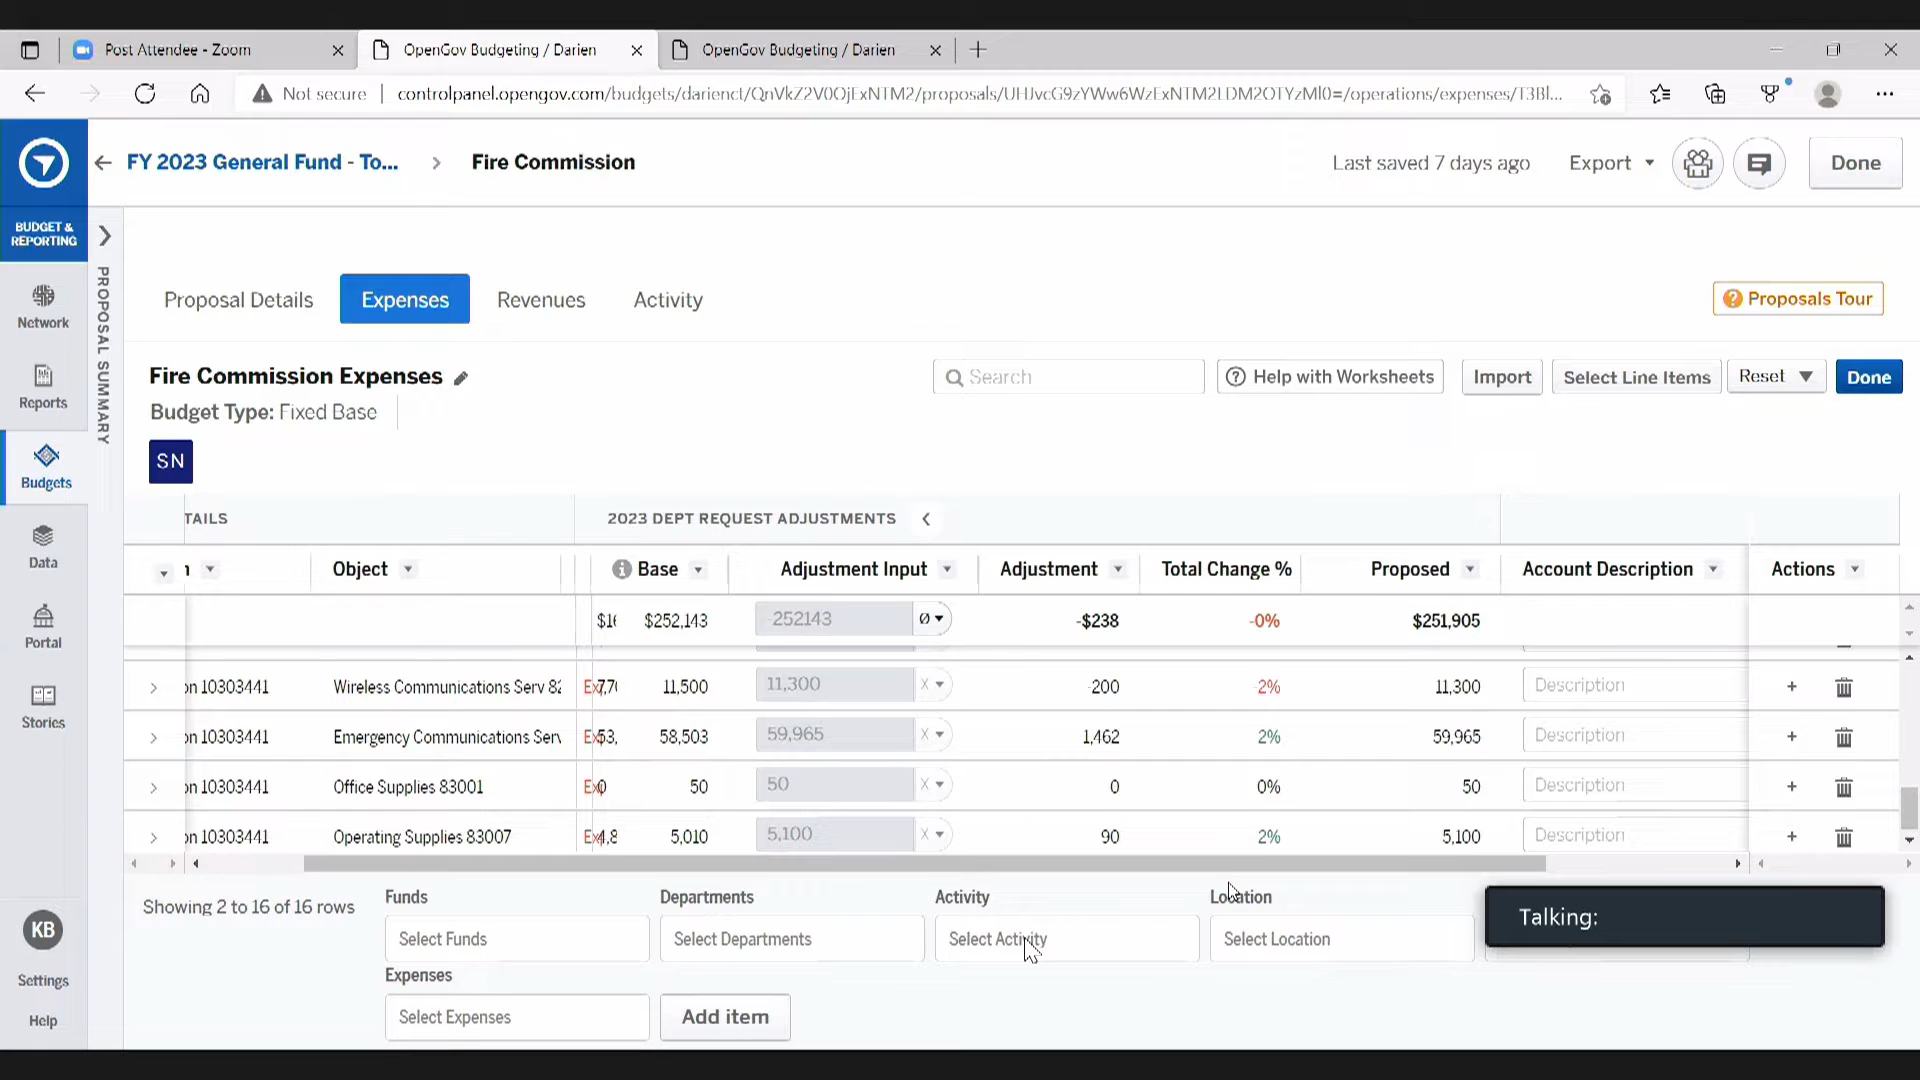 Post Attendee - Zoom
OpenGov Budgeting / Darien
OpenGov Budgeting / Darien
Not secure
controlpanel.opengov.com/budgets/darienct/QnVkZ2V0OjExNTM2/proposals/UHJvcG9zYWw6WzExNTM2LDM2OTYzMl0=/operations/expenses/T3Bl...
FY 2023 General Fund - To... > Fire Commission
Last saved 7 days ago
Export
Done
BUDGET & REPORTING
Network
Reports
Budgets
Data
Portal
Stories
KB
Settings
Help
PROPOSAL SUMMARY
Proposal Details
Expenses
Revenues
Activity
Proposals Tour
Fire Commission Expenses
Budget Type: Fixed Base
SN
Search
Help with Worksheets
Import
Select Line Items
Reset
Done
TAILS
2023 DEPT REQUEST ADJUSTMENTS
Object Base Adjustment Input Adjustment Total Change % Proposed Account Description Actions
$252,143 -252143 Ø -$238 -0% $251,905
on 10303441 Wireless Communications Serv 82 11,500 11,300 X -200 -2% 11,300 Description +
on 10303441 Emergency Communications Serv 58,503 59,965 X 1,462 2% 59,965 Description +
on 10303441 Office Supplies 83001 50 50 X 0 0% 50 Description +
on 10303441 Operating Supplies 83007 5,010 5,100 X 90 2% 5,100 Description +
Showing 2 to 16 of 16 rows
Funds
Select Funds
Departments
Select Departments
Activity
Select Activity
Location
Select Location
Expenses
Select Expenses
Add item
Talking: